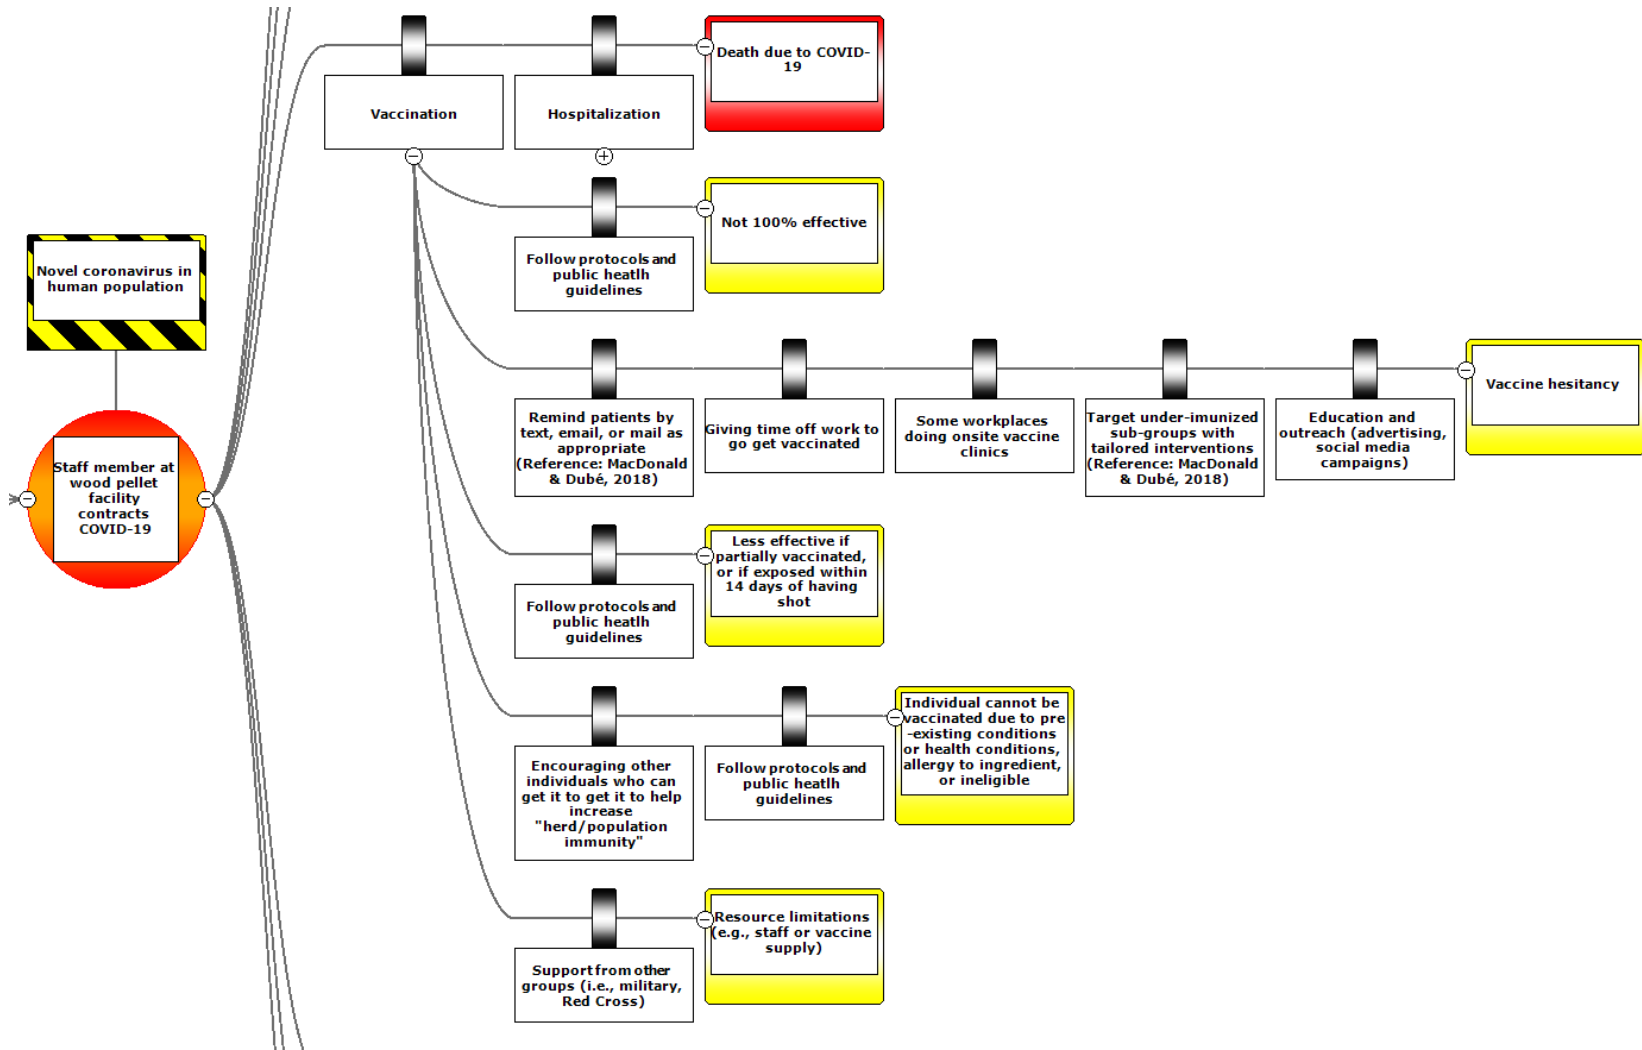 Death due to COVID-
19
Vaccination
Hospitalization
Not 100% effective
Follow protocols and
public heatlh
guidelines
Novel coronavirus in
human population
Vaccine hesitancy
Remind patients by
text, email, or mail as
appropriate
(Reference: MacDonald
& Dubé, 2018)
Giving time off work to
go get vaccinated
Some workplaces
doing onsite vaccine
clinics
Target under-imunized
sub-groups with
tailored interventions
(Reference: MacDonald
& Dubé, 2018)
Education and
outreach (advertising,
social media
campaigns)
Staff member at
wood pellet
facility
contracts
COVID-19
Less effective if
partially vaccinated,
or if exposed within
14 days of having
shot
Follow protocols and
public heatlh
guidelines
Individual cannot be
vaccinated due to pre
-existing conditions
or health conditions,
allergy to ingredient,
or ineligible
Encouraging other
individuals who can
get it to get it to help
increase
"herd/population
immunity"
Follow protocols and
public heatlh
guidelines
Resource limitations
(e.g., staff or vaccine
supply)
Support from other
groups (i.e., military,
Red Cross)